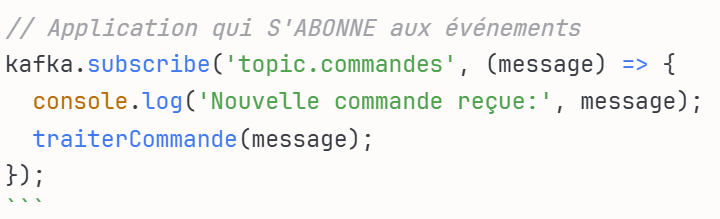 // Application qui S'ABONNE aux événements
kafka.subscribe('topic.commandes', (message) => {
  console.log('Nouvelle commande reçue:', message);
  traiterCommande(message);
});
```